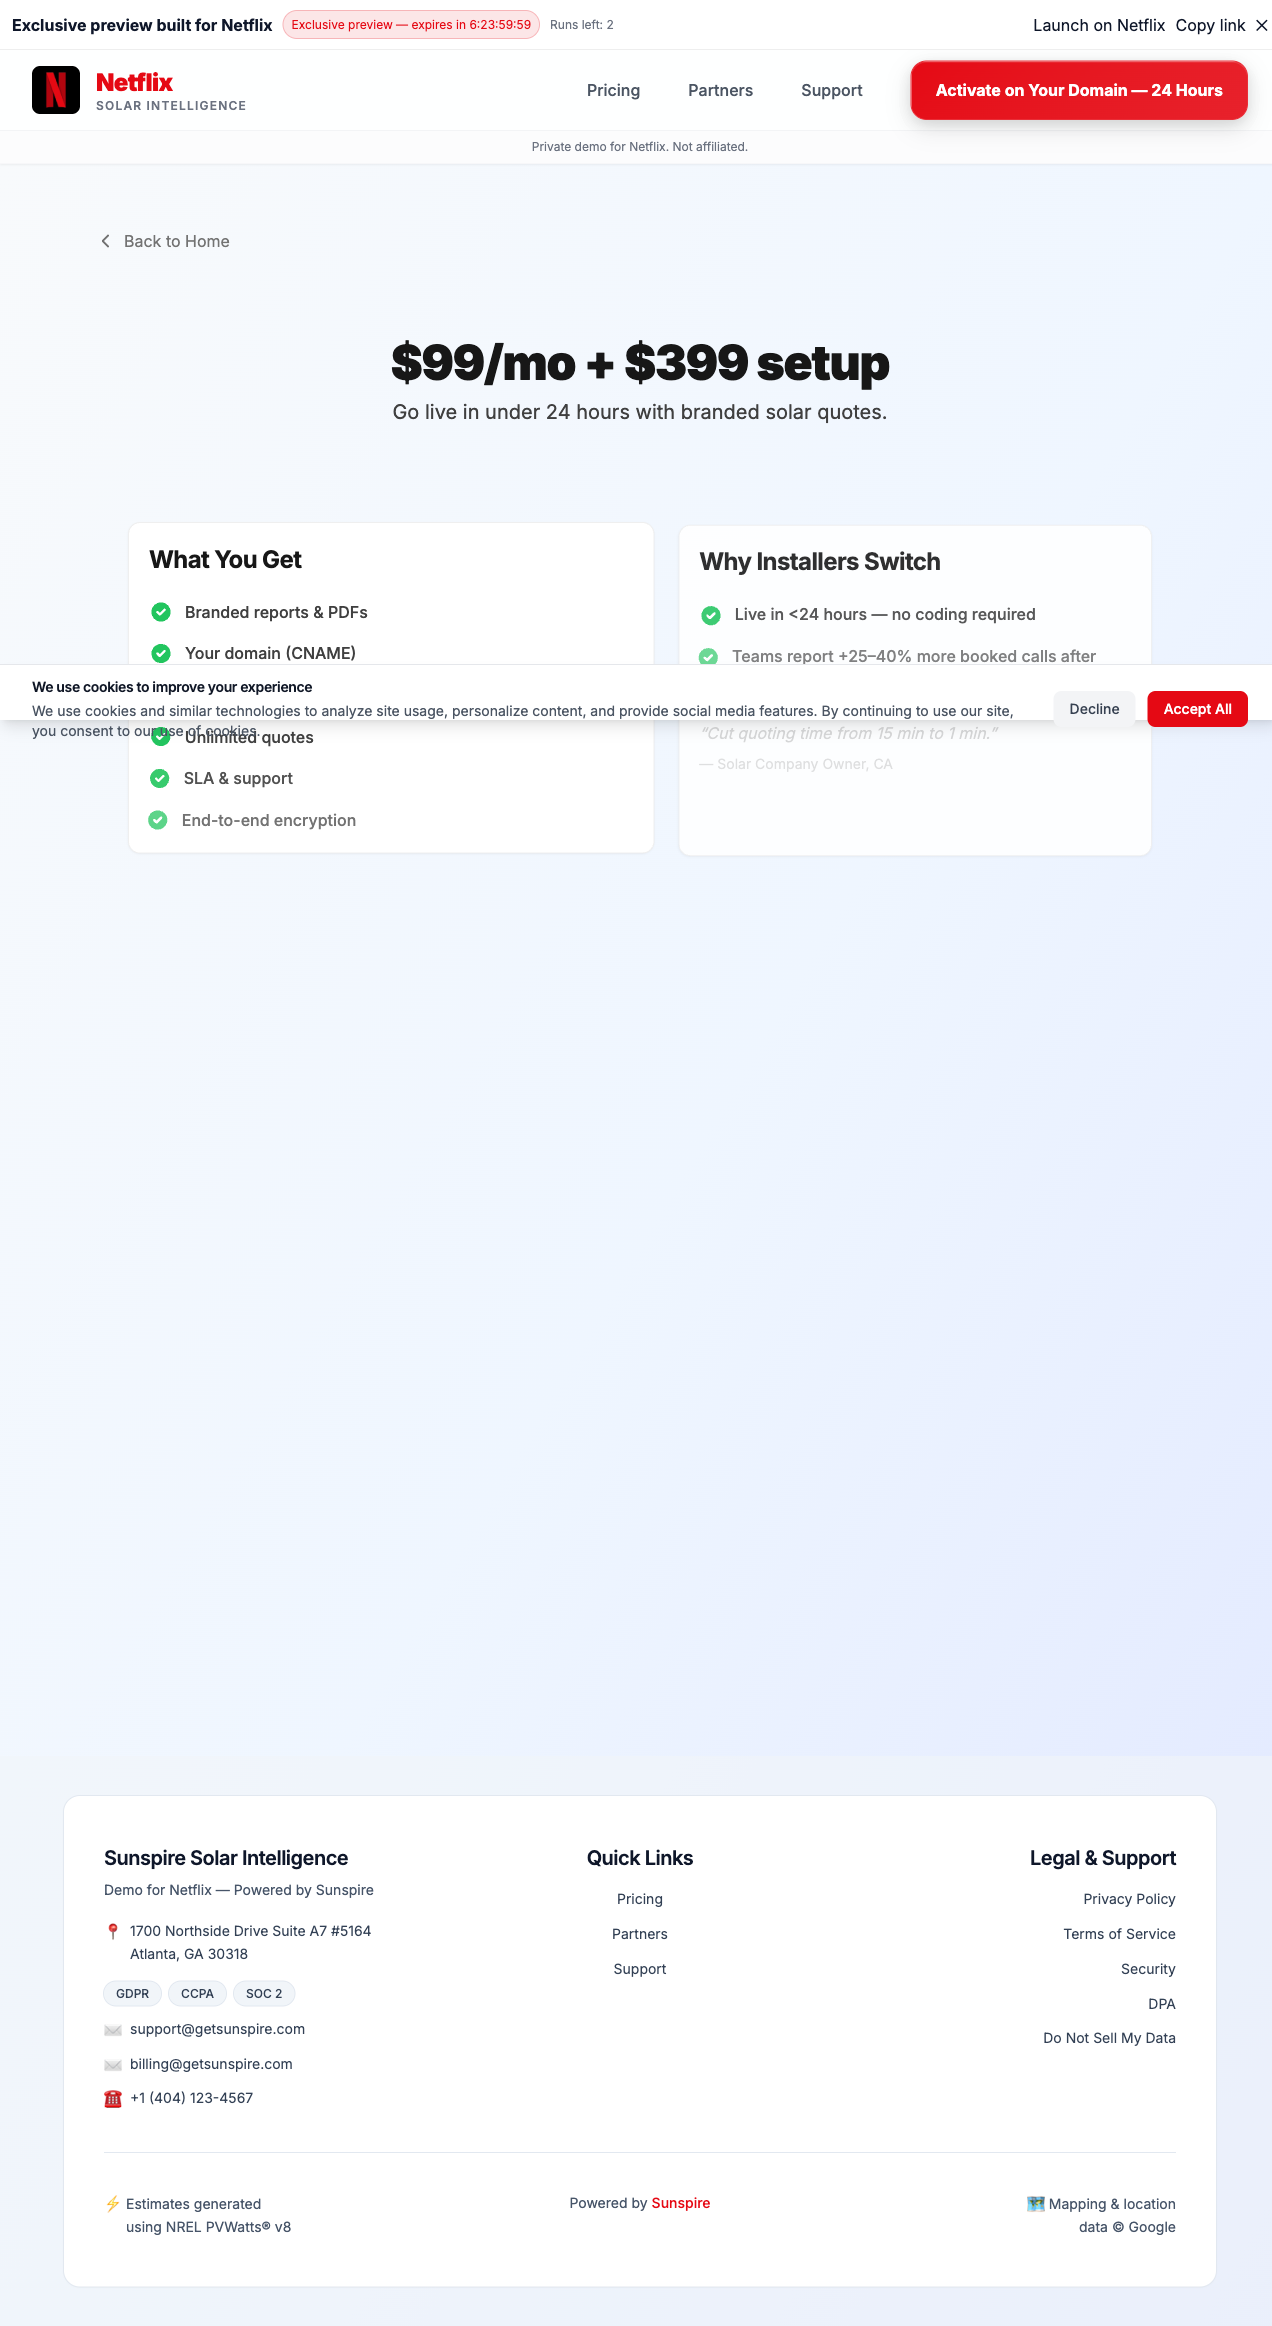 Exclusive preview built for Netflix
Exclusive preview — expires in 6:23:59:59
Runs left: 2
Launch on Netflix
Copy link
Netflix
SOLAR INTELLIGENCE
Pricing
Partners
Support
Activate on Your Domain — 24 Hours
Private demo for Netflix. Not affiliated.
Back to Home
$99/mo + $399 setup
Go live in under 24 hours with branded solar quotes.
What You Get
Branded reports & PDFs
Your domain (CNAME)
Why Installers Switch
Live in <24 hours — no coding required
Teams report +25–40% more booked calls after
We use cookies to improve your experience
We use cookies and similar technologies to analyze site usage, personalize content, and provide social media features. By continuing to use our site,
you consent to our use of cookies.
Decline
Accept All
Unlimited quotes
SLA & support
End-to-end encryption
"Cut quoting time from 15 min to 1 min."
— Solar Company Owner, CA
Sunspire Solar Intelligence
Demo for Netflix — Powered by Sunspire
1700 Northside Drive Suite A7 #5164
Atlanta, GA 30318
GDPR
CCPA
SOC 2
support@getsunspire.com
billing@getsunspire.com
+1 (404) 123-4567
Quick Links
Pricing
Partners
Support
Legal & Support
Privacy Policy
Terms of Service
Security
DPA
Do Not Sell My Data
Estimates generated
using NREL PVWatts® v8
Powered by Sunspire
Mapping & location
data © Google